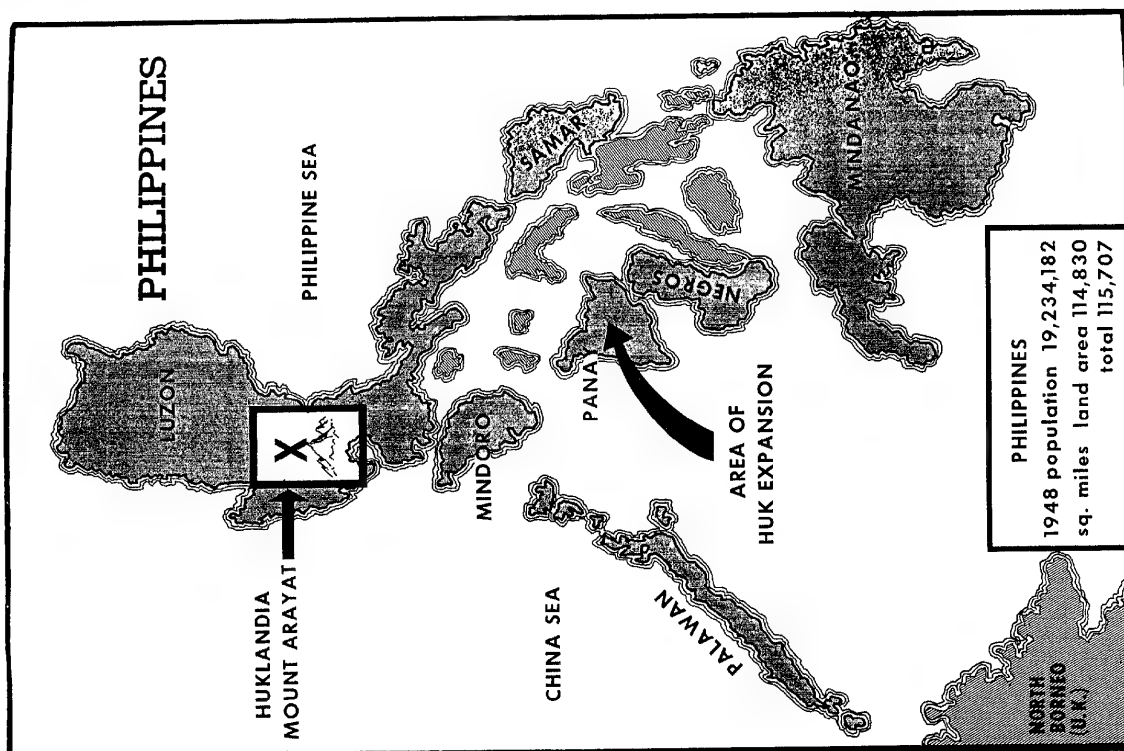 PHILIPPINES
LUZON
PHILIPPINE SEA
HUKLANDIA
MOUNT ARAYAT
X
MINDORO
SAMAR
CHINA SEA
PANA
NEGROS
AREA OF
HUK EXPANSION
PALAWAN
MINDANAO
NORTH
BORNEO
(U.K.)
PHILIPPINES
1948 population 19,234,182
sq. miles land area 114,830
total 115,707